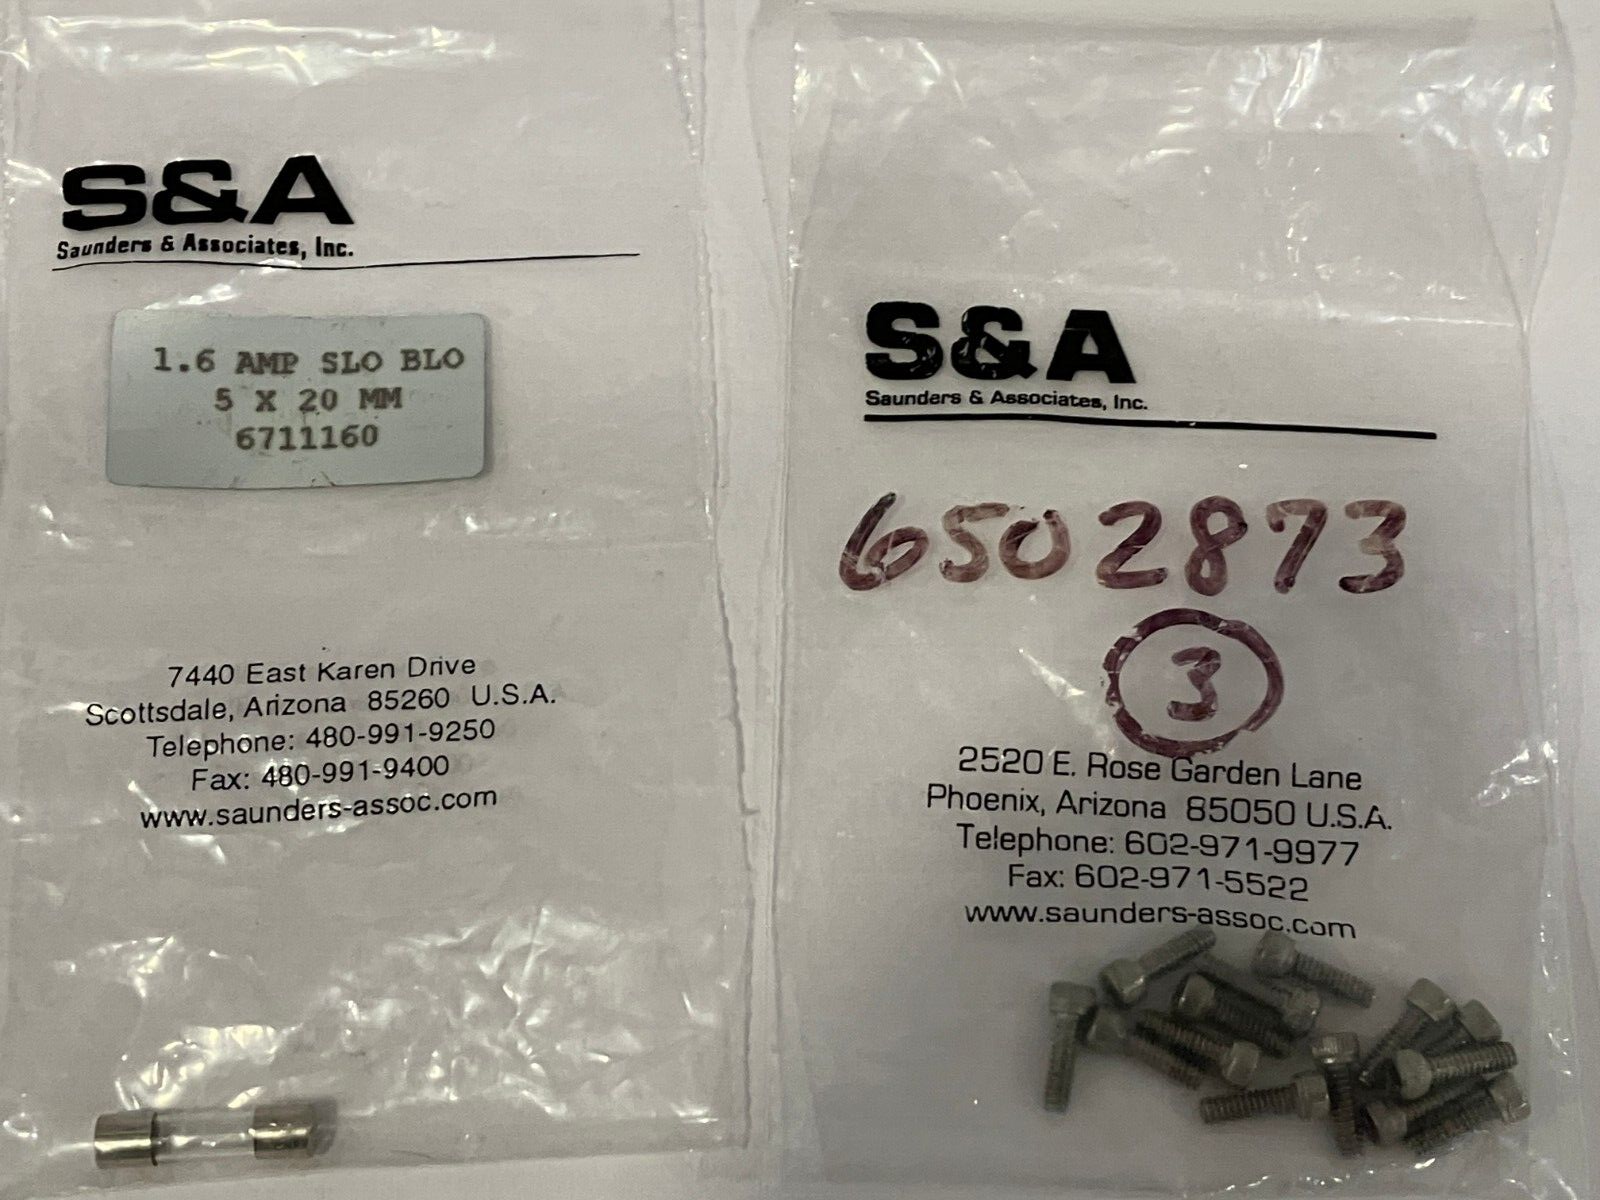 S&A
Saunders & Associates, Inc.
1.6 AMP SLO BLO
5 X 20 MM
6711160
7440 East Karen Drive
Scottsdale, Arizona 85260 U.S.A.
Telephone: 480-991-9250
Fax: 480-991-9400
www.saunders-assoc.com
S&A
Saunders & Associates, Inc.
6502873
3
2520 E. Rose Garden Lane
Phoenix, Arizona 85050 U.S.A.
Telephone: 602-971-9977
Fax: 602-971-5522
www.saunders-assoc.com